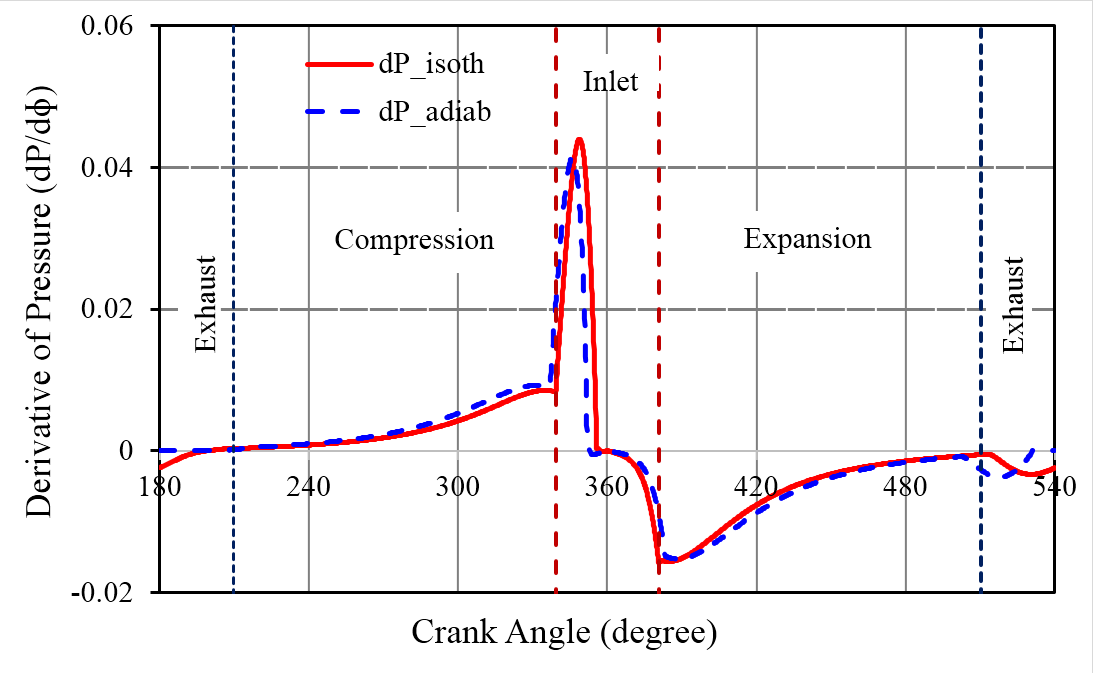 0.06
0.04
0.02
0
-0.02
Derivative of Pressure (dP/dϕ)
dP_isoth
dP_adiab
Inlet
Compression
Expansion
Exhaust
Exhaust
180
240
300
360
420
480
540
Crank Angle (degree)